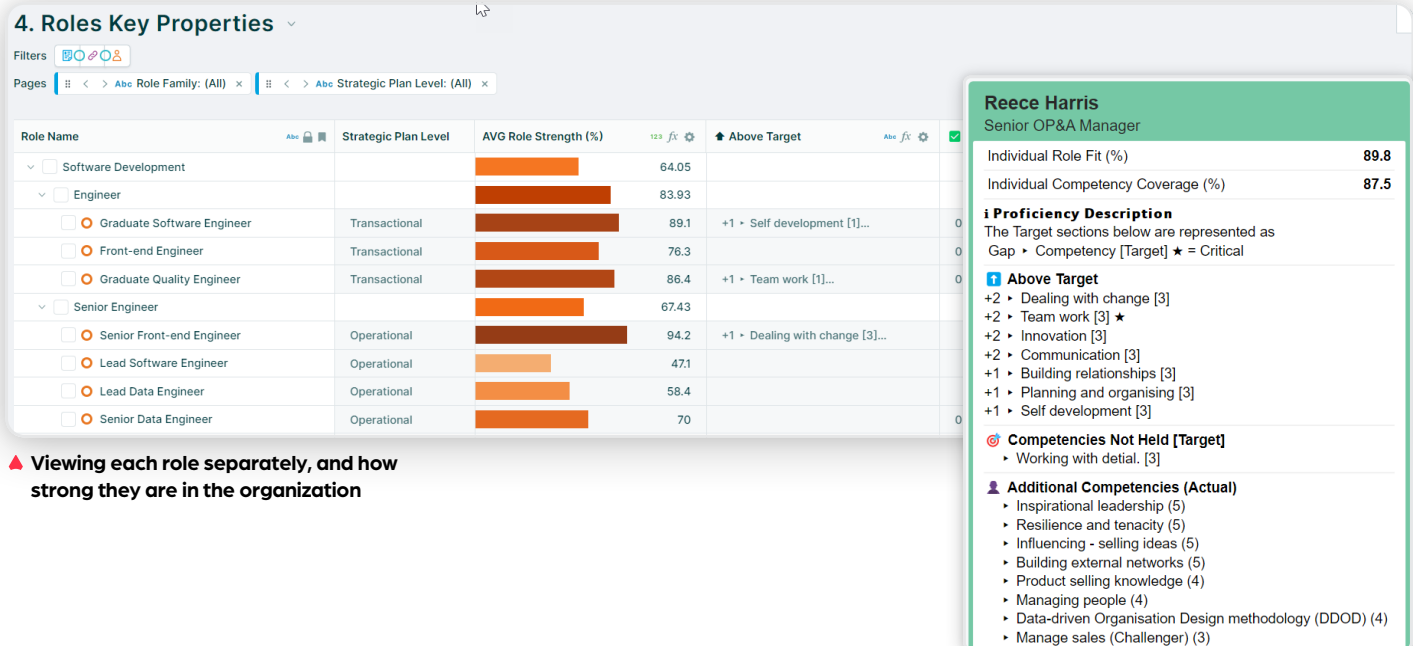 4. Roles Key Properties
Filters
Pages Abc Role Family: (All) × Abc Strategic Plan Level: (All) ×
Role Name Abc Strategic Plan Level AVG Role Strength (%) 123 fx Above Target Abc fx
Software Development 64.05
Engineer 83.93
Graduate Software Engineer Transactional 89.1 +1 ‣ Self development [1]... 0
Front-end Engineer Transactional 76.3 0
Graduate Quality Engineer Transactional 86.4 +1 ‣ Team work [1]... 0
Senior Engineer 67.43
Senior Front-end Engineer Operational 94.2 +1 ‣ Dealing with change [3]...
Lead Software Engineer Operational 47.1
Lead Data Engineer Operational 58.4
Senior Data Engineer Operational 70 0
Viewing each role separately, and how
strong they are in the organization
Reece Harris
Senior OP&A Manager
Individual Role Fit (%) 89.8
Individual Competency Coverage (%) 87.5
i Proficiency Description
The Target sections below are represented as
Gap ‣ Competency [Target] ★ = Critical
Above Target
+2 ‣ Dealing with change [3]
+2 ‣ Team work [3] ★
+2 ‣ Innovation [3]
+2 ‣ Communication [3]
+1 ‣ Building relationships [3]
+1 ‣ Planning and organising [3]
+1 ‣ Self development [3]
Competencies Not Held [Target]
‣ Working with detial. [3]
Additional Competencies (Actual)
‣ Inspirational leadership (5)
‣ Resilience and tenacity (5)
‣ Influencing - selling ideas (5)
‣ Building external networks (5)
‣ Product selling knowledge (4)
‣ Managing people (4)
‣ Data-driven Organisation Design methodology (DDOD) (4)
‣ Manage sales (Challenger) (3)